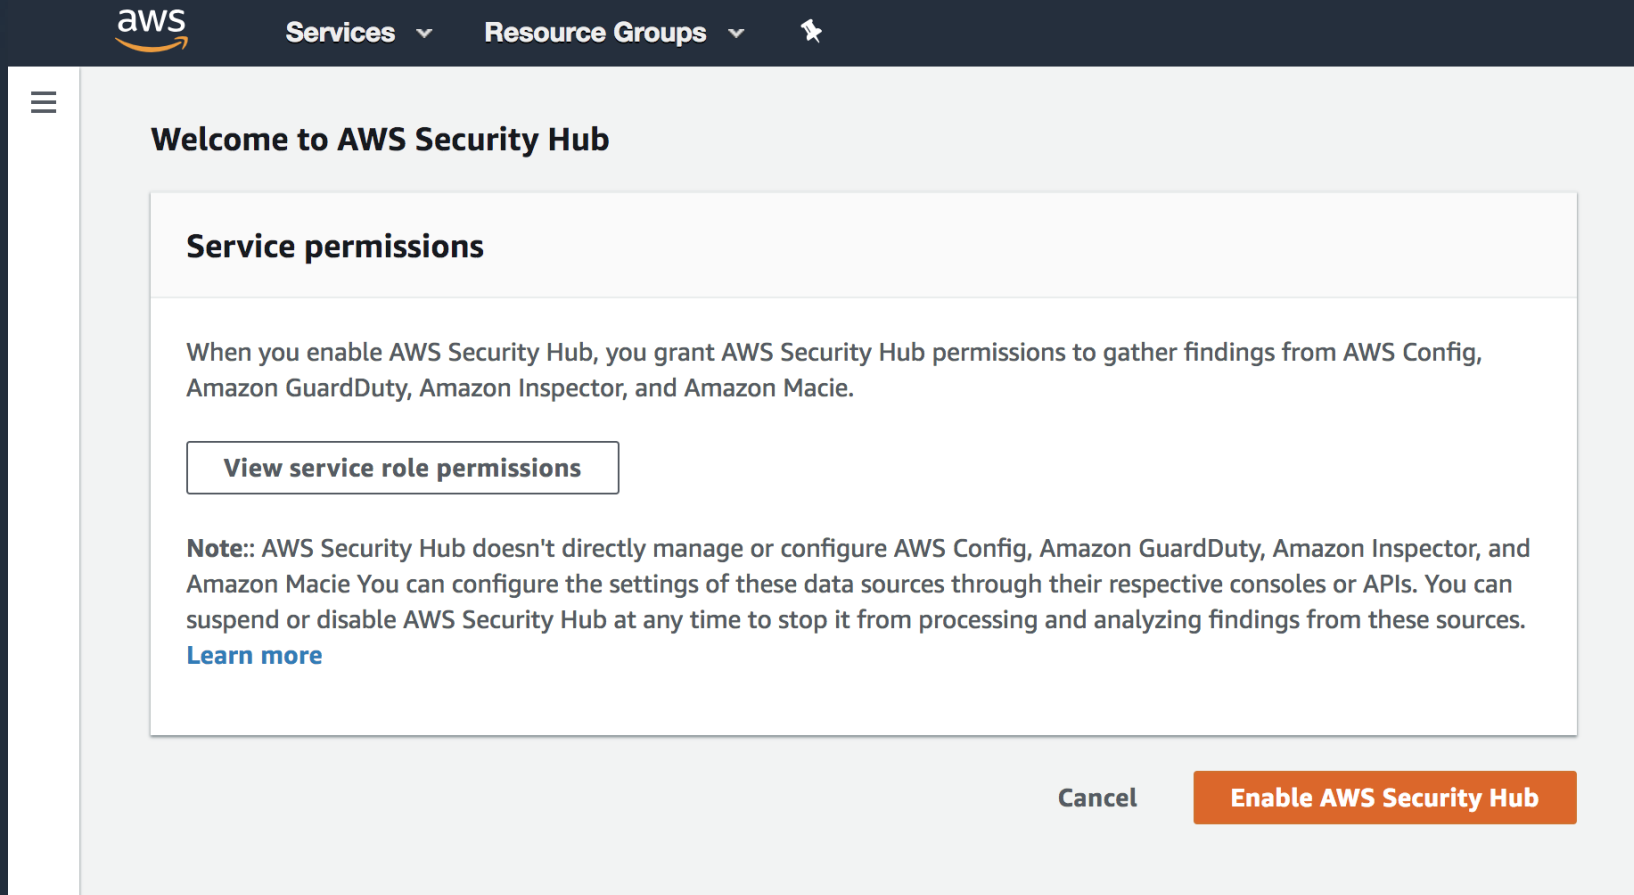 aws
Services
Resource Groups
Welcome to AWS Security Hub
Service permissions
When you enable AWS Security Hub, you grant AWS Security Hub permissions to gather findings from AWS Config,
Amazon GuardDuty, Amazon Inspector, and Amazon Macie.
View service role permissions
Note:: AWS Security Hub doesn't directly manage or configure AWS Config, Amazon GuardDuty, Amazon Inspector, and
Amazon Macie You can configure the settings of these data sources through their respective consoles or APIs. You can
suspend or disable AWS Security Hub at any time to stop it from processing and analyzing findings from these sources.
Learn more
Cancel
Enable AWS Security Hub